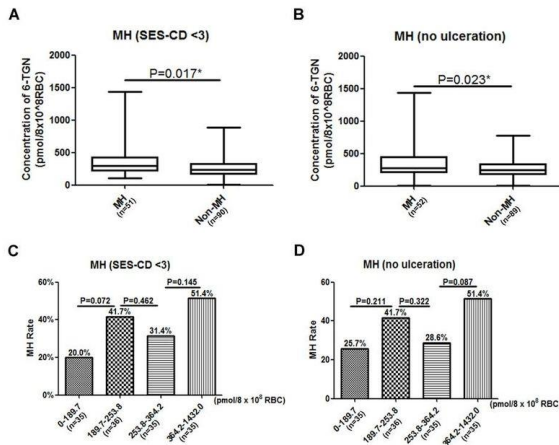 A
MH (SES-CD <3)
Concentration of 6-TGN
(pmol/8x10^8RBC)
2000
1500
1000
500
0
P=0.017*
MH
(n=51)
Non-MH
(n=90)
B
MH (no ulceration)
Concentration of 6-TGN
(pmol/8x10^8RBC)
2000
1500
1000
500
0
P=0.023*
MH
(n=52)
Non-MH
(n=89)
C
MH (SES-CD <3)
MH Rate
60%
40%
20%
0%
P=0.072
P=0.462
P=0.145
20.0%
41.7%
31.4%
51.4%
0-189.7
(n=35)
189.7-253.8
(n=36)
253.8-364.2
(n=35)
364.2-1432.0
(n=35)
(pmol/8 x 10⁸ RBC)
D
MH (no ulceration)
MH Rate
60
40
20
0
P=0.211
P=0.322
P=0.087
25.7%
41.7%
28.6%
51.4%
0-189.7
(n=35)
189.7-253.8
(n=36)
253.8-364.2
(n=35)
364.2-1432.0
(n=35)
(pmol/8 x 10⁸ RBC)